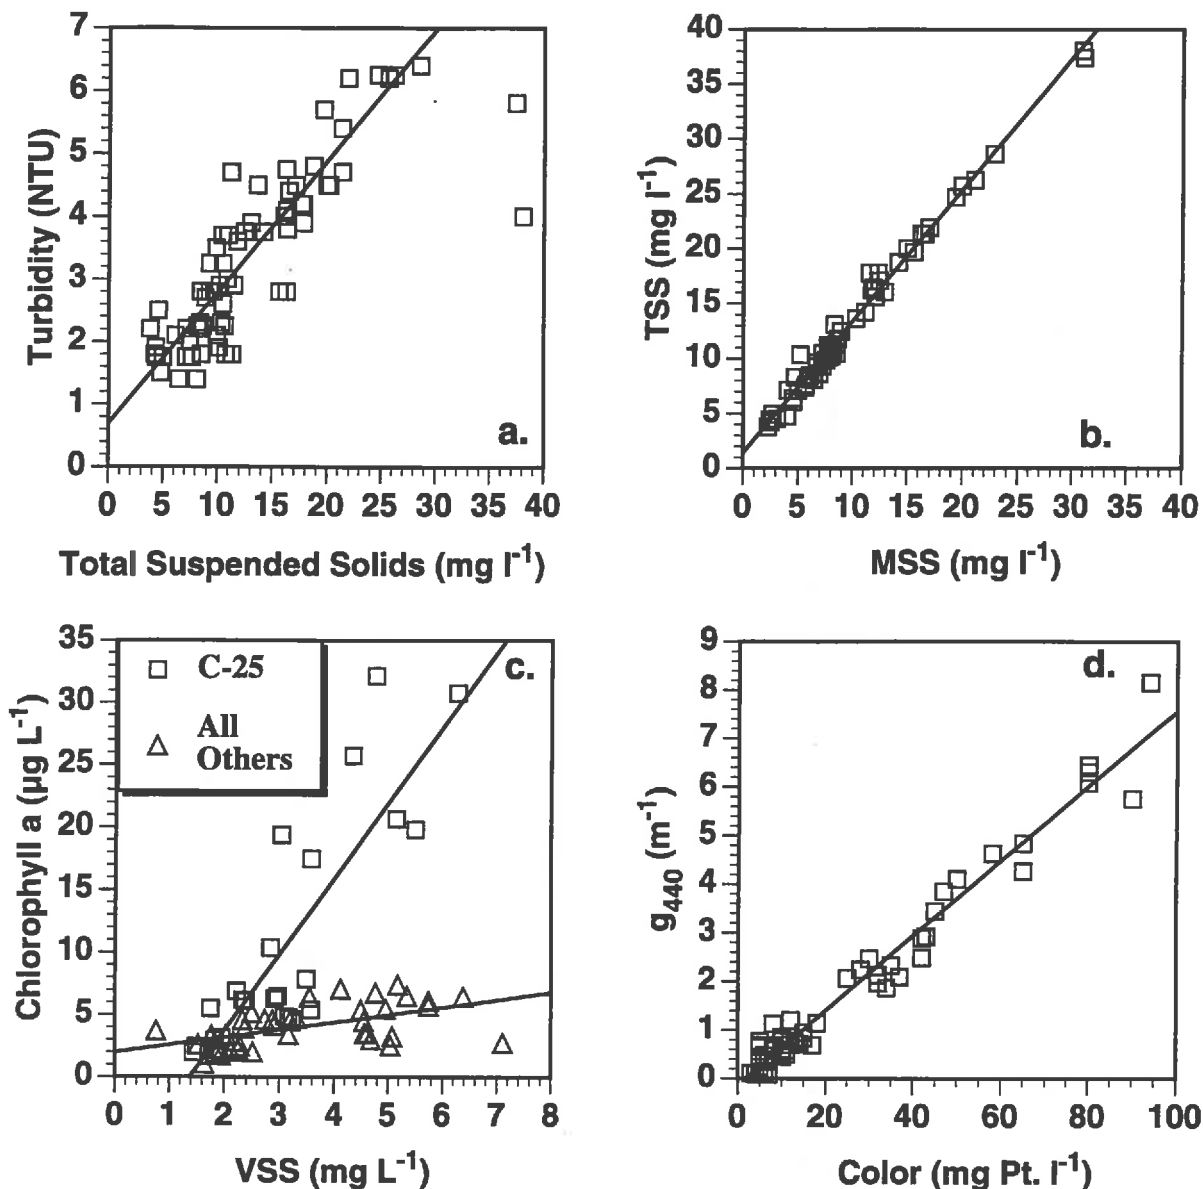 7
6
5
4
3
2
1
0
Turbidity (NTU)
a.
0 5 10 15 20 25 30 35 40
Total Suspended Solids (mg l⁻¹)
40
35
30
25
20
15
10
5
0
TSS (mg l⁻¹)
b.
0 5 10 15 20 25 30 35 40
MSS (mg l⁻¹)
35
30
25
20
15
10
5
0
Chlorophyll a (µg L⁻¹)
C-25
All
Others
c.
0 1 2 3 4 5 6 7 8
VSS (mg L⁻¹)
9
8
7
6
5
4
3
2
1
0
g₄₄₀ (m⁻¹)
d.
0 20 40 60 80 100
Color (mg Pt. l⁻¹)